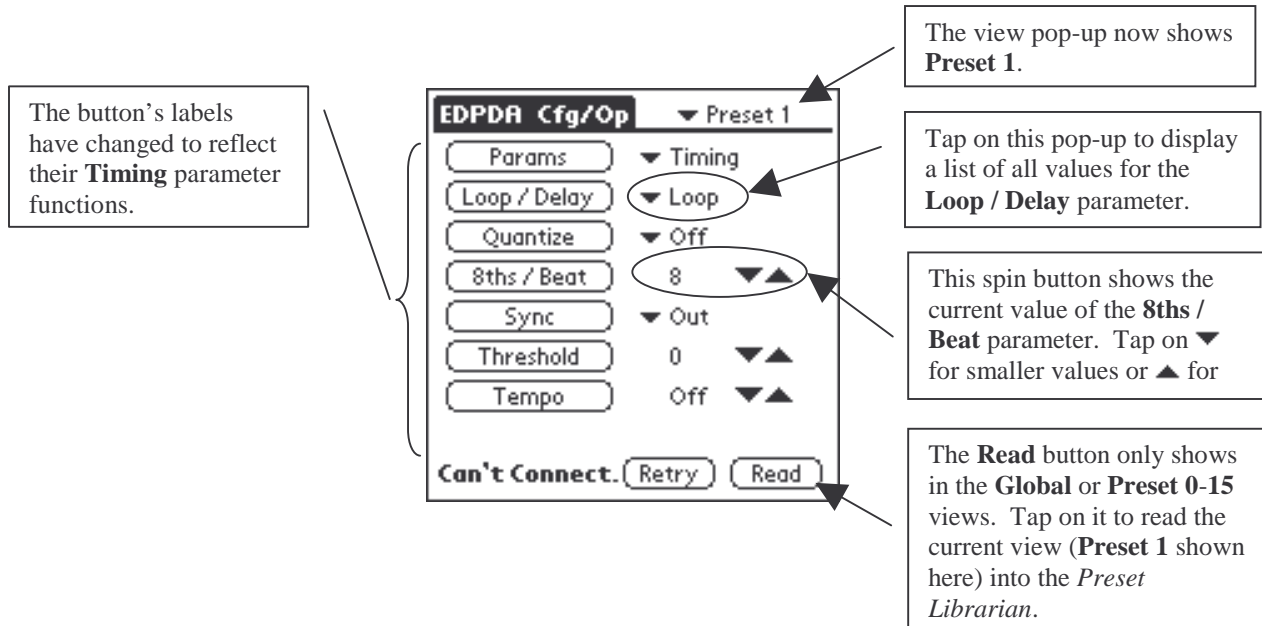 The view pop-up now shows
Preset 1.
The button's labels
have changed to reflect
their Timing parameter
functions.
EDPDA Cfg/Op ▼ Preset 1
Params ▼ Timing
Loop / Delay ▼ Loop
Quantize ▼ Off
8ths / Beat 8 ▼▲
Sync ▼ Out
Threshold 0 ▼▲
Tempo Off ▼▲
Can't Connect. Retry Read
Tap on this pop-up to display
a list of all values for the
Loop / Delay parameter.
This spin button shows the
current value of the 8ths /
Beat parameter. Tap on ▼
for smaller values or ▲ for
The Read button only shows
in the Global or Preset 0-15
views. Tap on it to read the
current view (Preset 1 shown
here) into the Preset
Librarian.